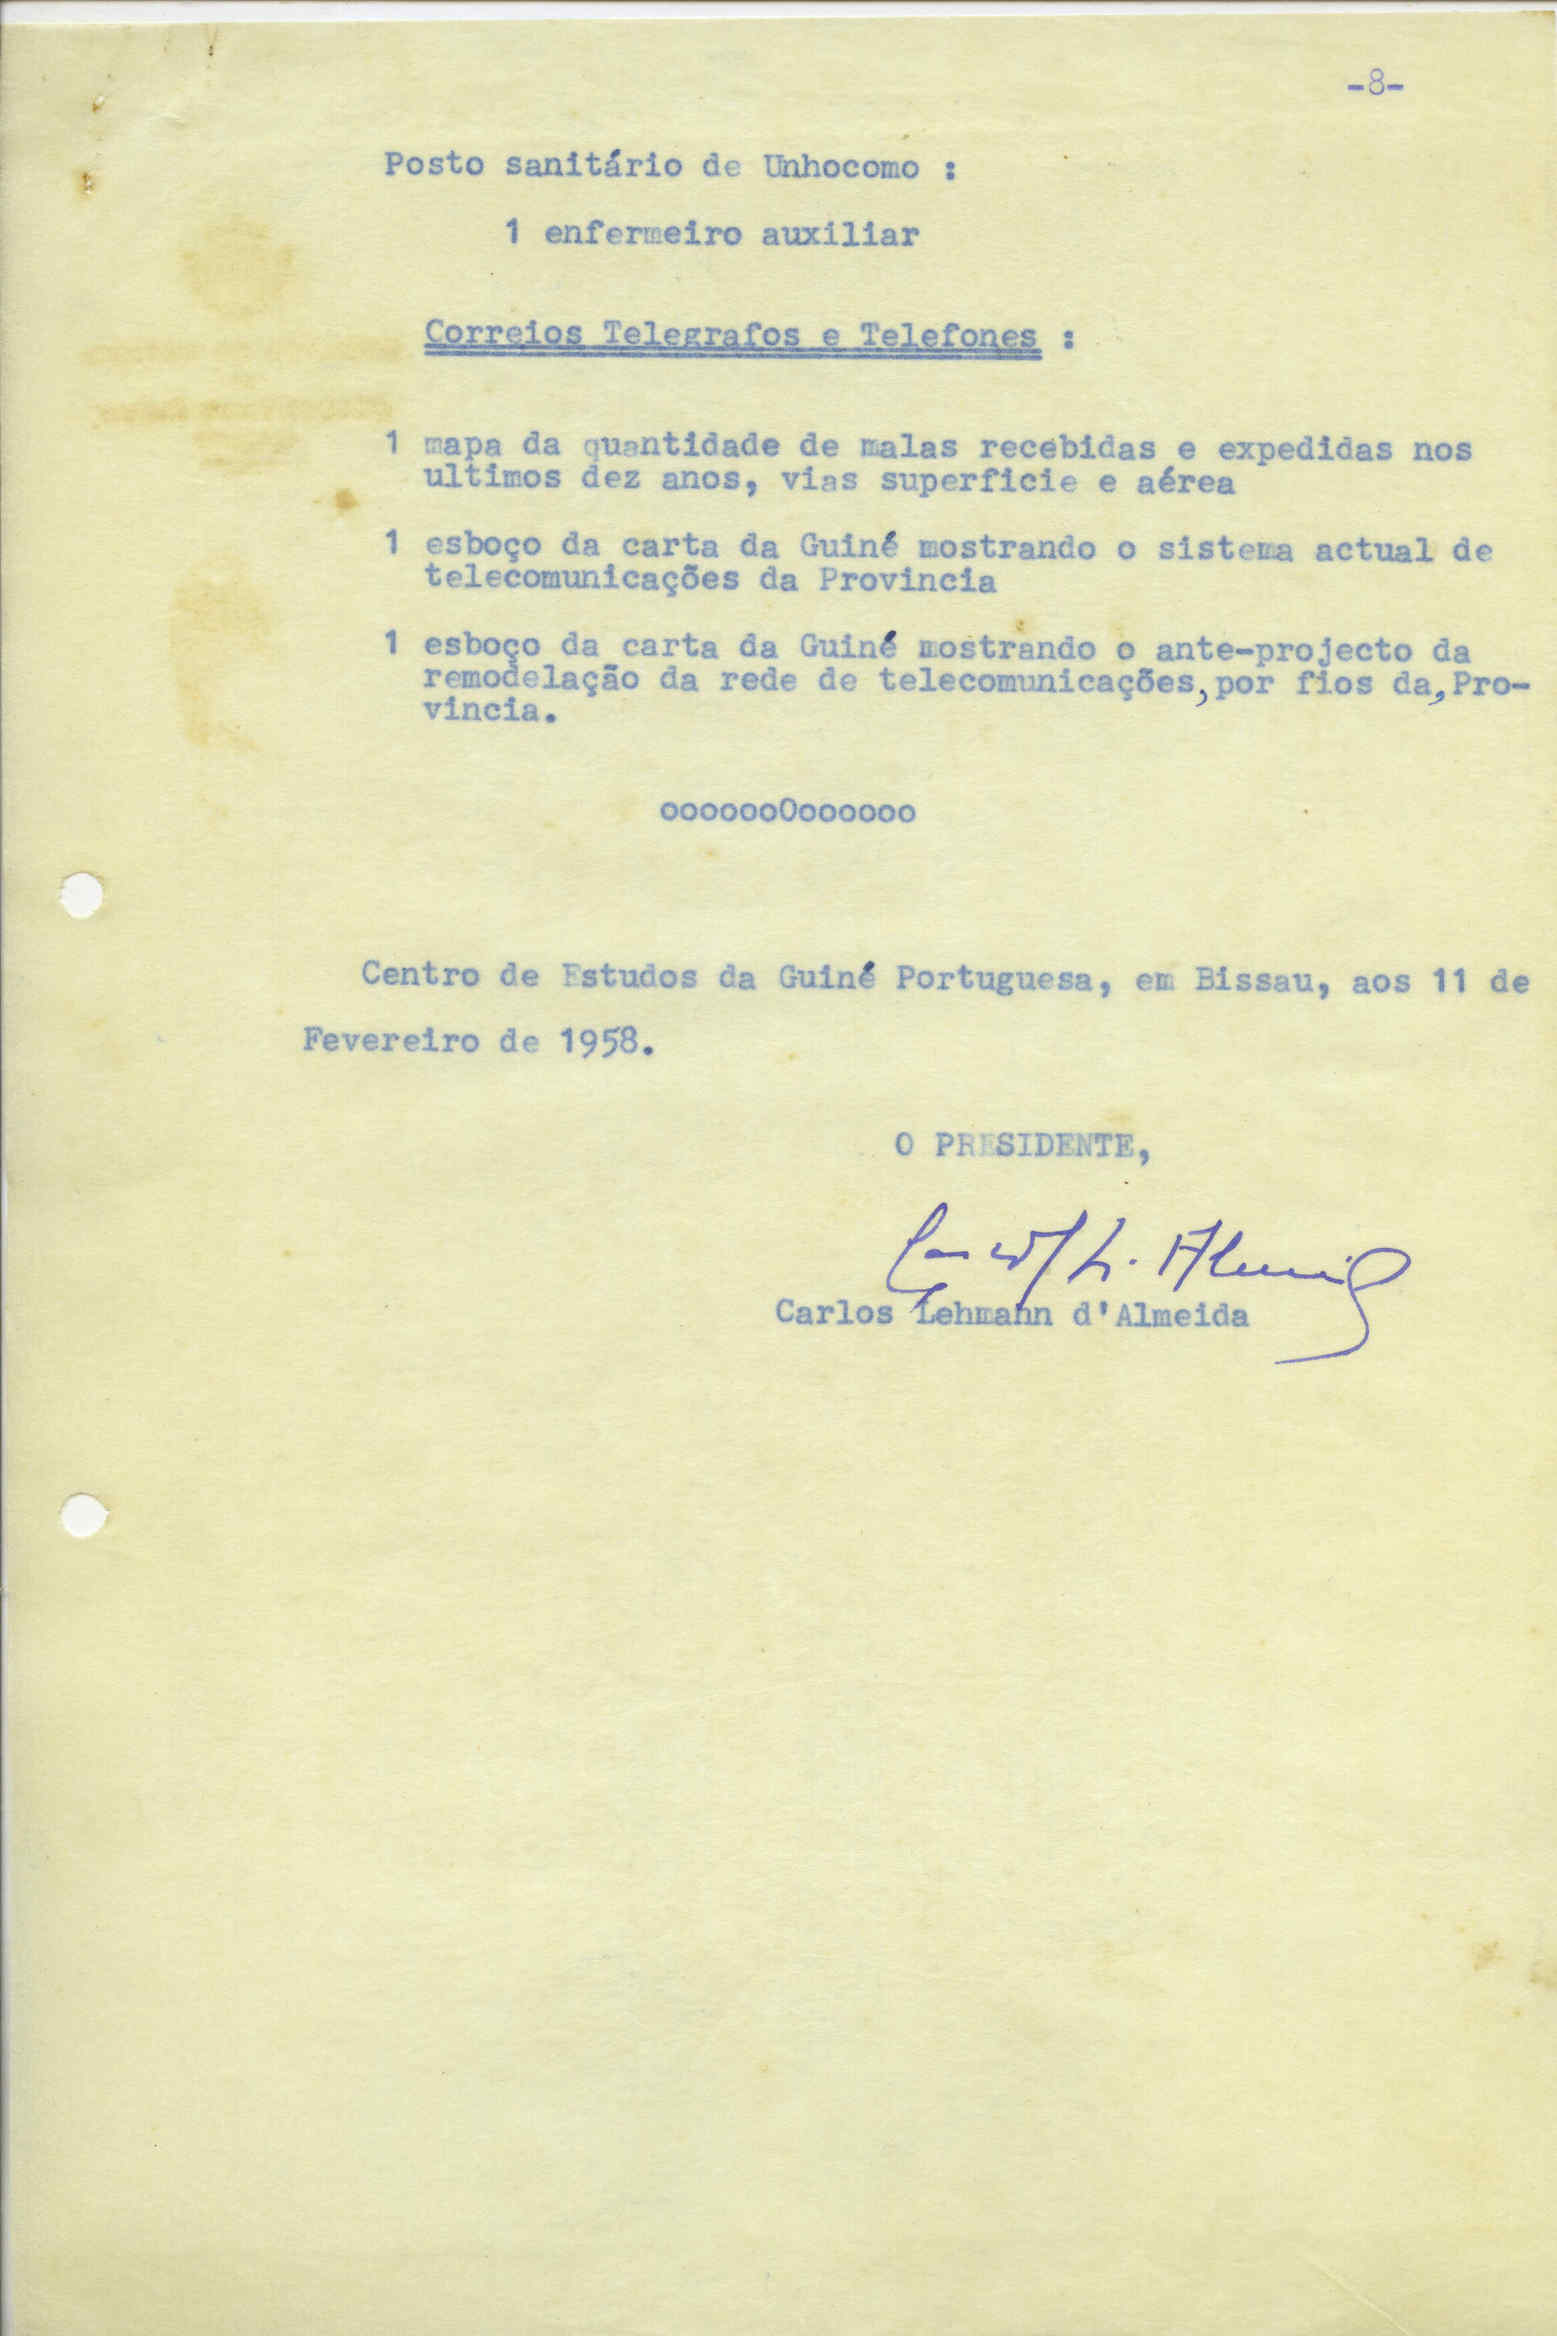 -8-
Posto sanitário de Unhocomo :
1 enfermeiro auxiliar
Correios Telegrafos e Telefones :
1 mapa da quantidade de malas recebidas e expedidas nos
ultimos dez anos, vias superficie e aérea
1 esboço da carta da Guiné mostrando o sistema actual de
telecomunicações da Provincia
1 esboço da carta da Guiné mostrando o ante-projecto da
remodelação da rede de telecomunicações, por fios da, Pro-
vincia.
ooooooOoooooo
Centro de Estudos da Guiné Portuguesa, em Bissau, aos 11 de
Fevereiro de 1958.
O PRESIDENTE,
Carlos Lehmann d'Almeida